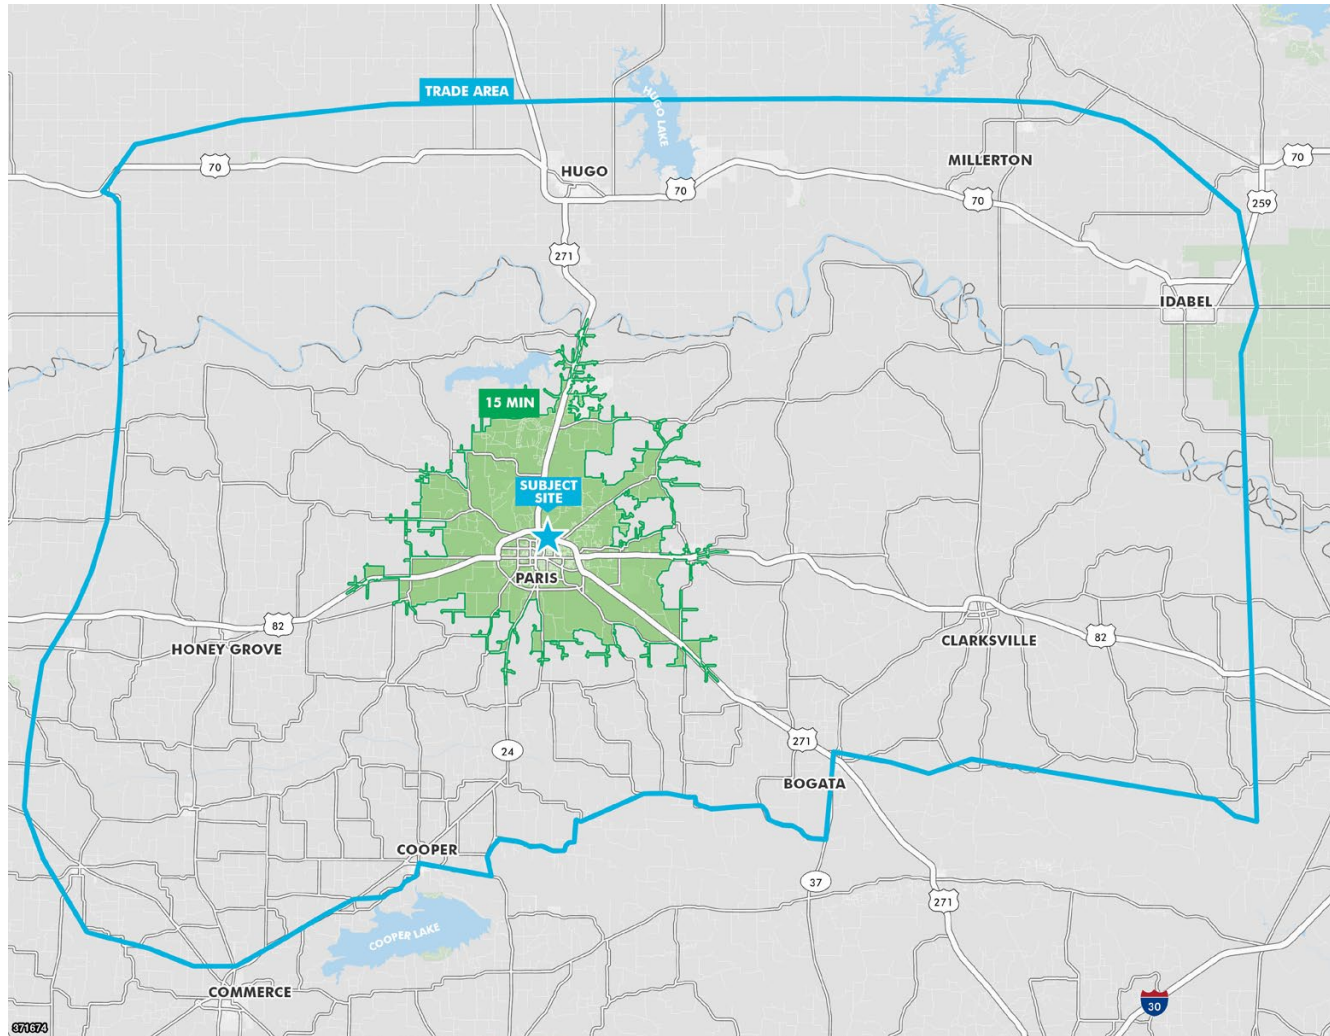 TRADE AREA
HUGO LAKE
70
HUGO
70
MILLERTON
70
70
259
271
IDABEL
15 MIN
SUBJECT
SITE
PARIS
82
HONEY GROVE
CLARKSVILLE
82
24
271
BOGATA
COOPER
37
271
COOPER LAKE
COMMERCE
30
371674